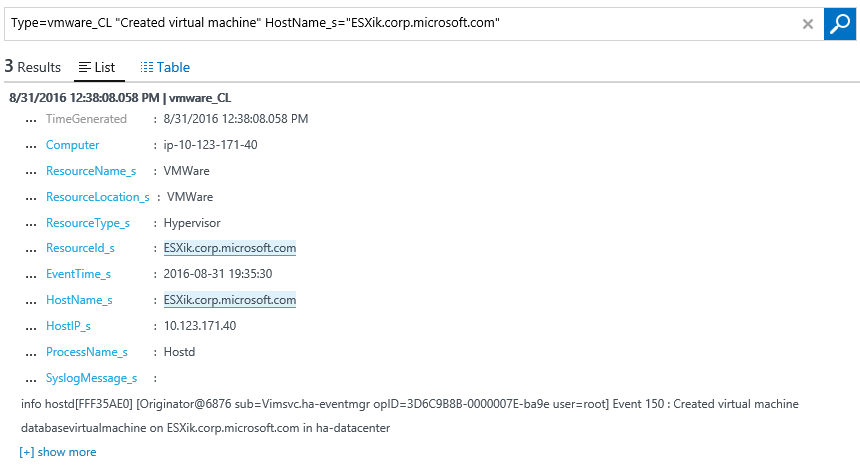 Type=vmware_CL "Created virtual machine" HostName_s="ESXik.corp.microsoft.com"
3 Results List Table
8/31/2016 12:38:08.058 PM | vmware_CL
... TimeGenerated : 8/31/2016 12:38:08.058 PM
... Computer : ip-10-123-171-40
... ResourceName_s : VMWare
... ResourceLocation_s : VMWare
... ResourceType_s : Hypervisor
... ResourceId_s : ESXik.corp.microsoft.com
... EventTime_s : 2016-08-31 19:35:30
... HostName_s : ESXik.corp.microsoft.com
... HostIP_s : 10.123.171.40
... ProcessName_s : Hostd
... SyslogMessage_s :
info hostd[FFF35AE0] [Originator@6876 sub=Vimsvc.ha-eventmgr opID=3D6C9B8B-0000007E-ba9e user=root] Event 150 : Created virtual machine
databasevirtualmachine on ESXik.corp.microsoft.com in ha-datacenter
[+] show more